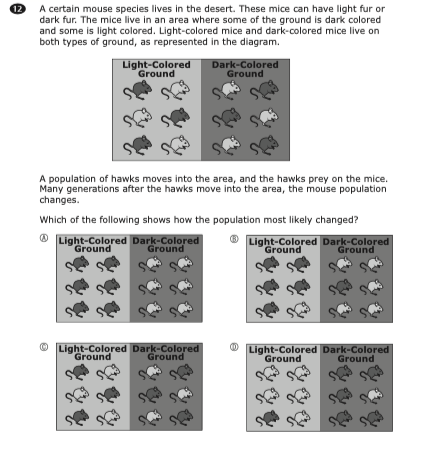 12 A certain mouse species lives in the desert. These mice can have light fur or
dark fur. The mice live in an area where some of the ground is dark colored
and some is light colored. Light-colored mice and dark-colored mice live on
both types of ground, as represented in the diagram.
Light-Colored Dark-Colored
Ground Ground
A population of hawks moves into the area, and the hawks prey on the mice.
Many generations after the hawks move into the area, the mouse population
changes.
Which of the following shows how the population most likely changed?
Ⓐ Light-Colored Dark-Colored
Ground Ground
Ⓑ Light-Colored Dark-Colored
Ground Ground
Ⓒ Light-Colored Dark-Colored
Ground Ground
Ⓓ Light-Colored Dark-Colored
Ground Ground